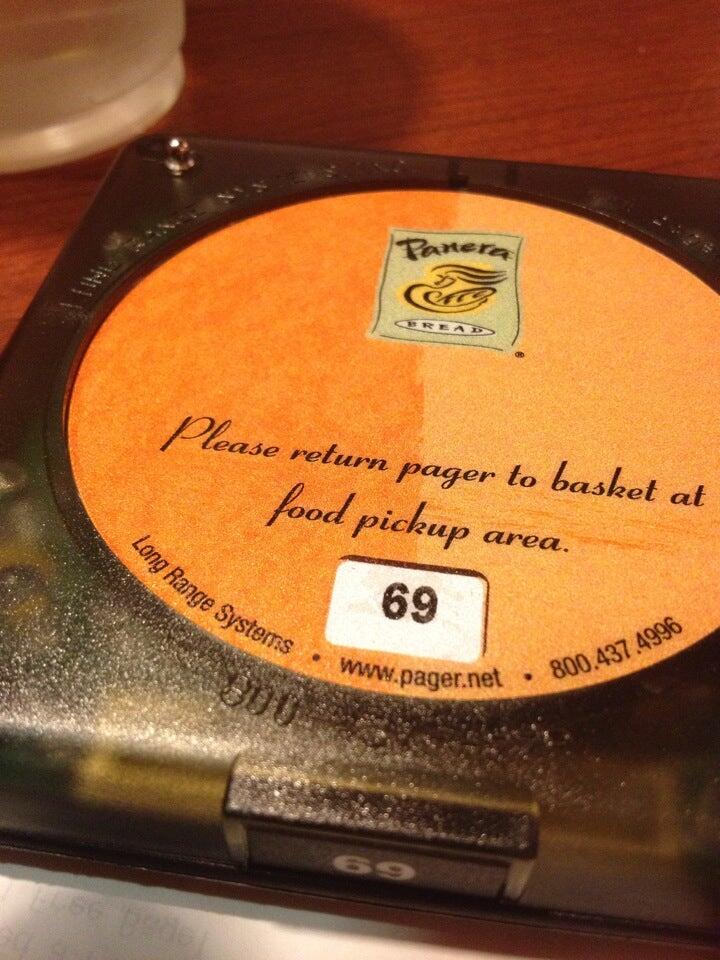 Panera
BREAD
Please return pager to basket at
food pickup area.
69
Long Range Systems • www.pager.net • 800.437.4996
69